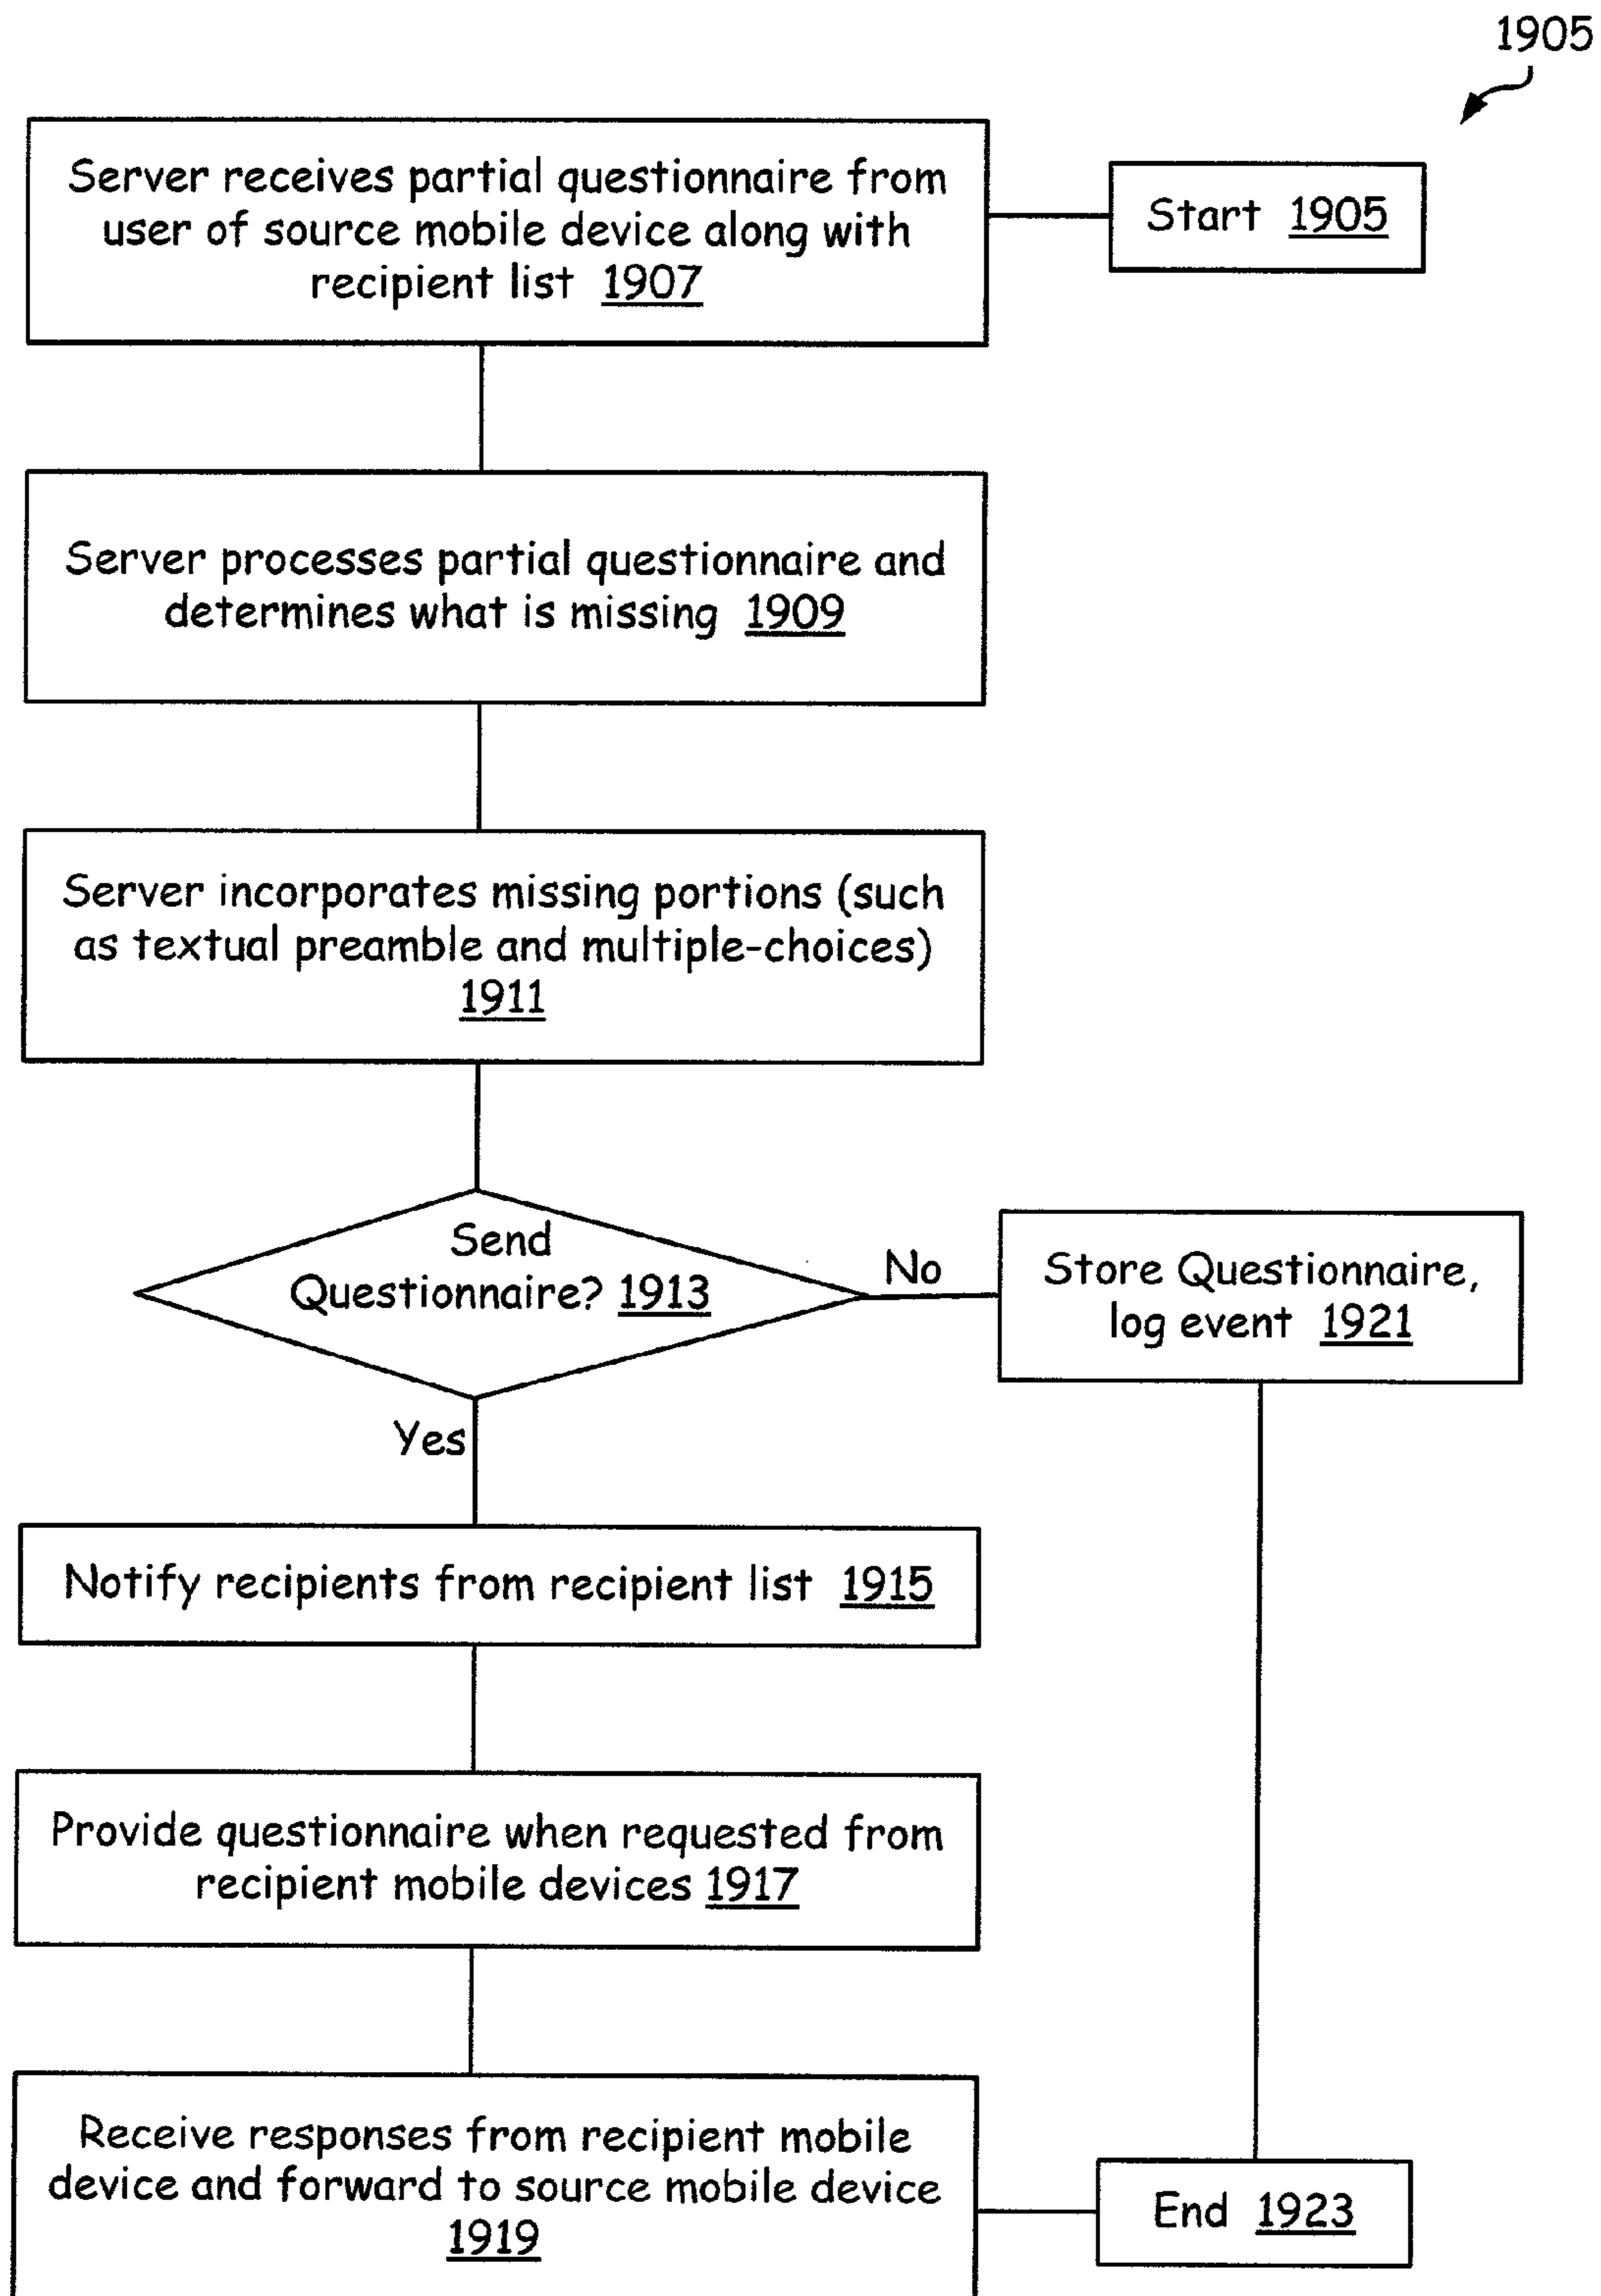 1905
Server receives partial questionnaire from
user of source mobile device along with
recipient list 1907
Start 1905
Server processes partial questionnaire and
determines what is missing 1909
Server incorporates missing portions (such
as textual preamble and multiple-choices)
1911
Send
Questionnaire? 1913
No
Store Questionnaire,
log event 1921
Yes
Notify recipients from recipient list 1915
Provide questionnaire when requested from
recipient mobile devices 1917
Receive responses from recipient mobile
device and forward to source mobile device
1919
End 1923